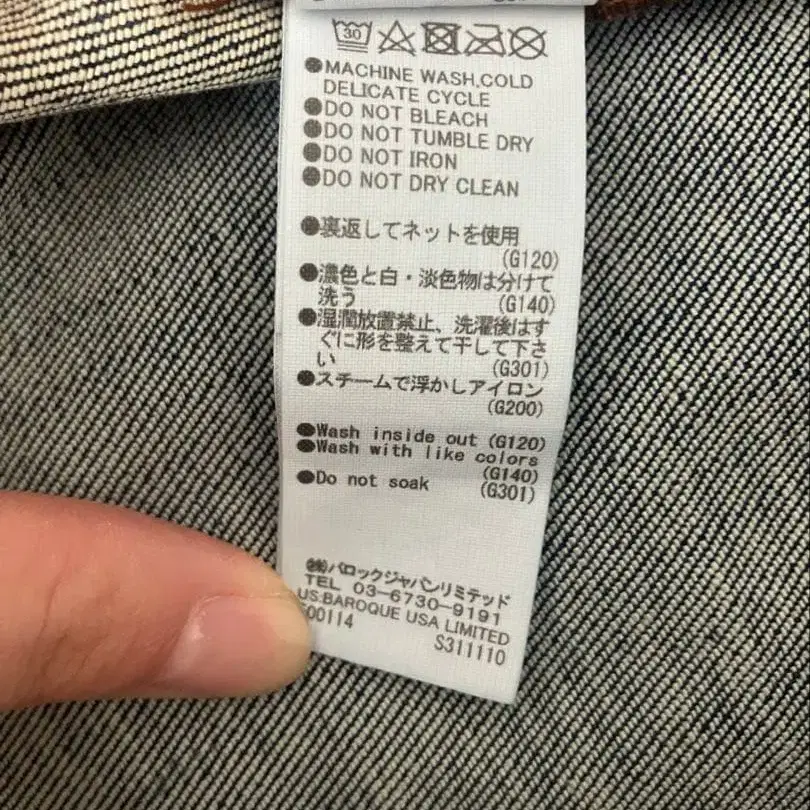 30
●MACHINE WASH,COLD
DELICATE CYCLE
●DO NOT BLEACH
●DO NOT TUMBLE DRY
●DO NOT IRON
●DO NOT DRY CLEAN
●裏返してネットを使用
(G120)
●濃色と白・淡色物は分けて
洗う (G140)
●湿潤放置禁止、洗濯後はす
ぐに形を整えて干して下さ
い (G301)
●スチームで浮かしアイロン
(G200)
●Wash inside out (G120)
●Wash with like colors
(G140)
●Do not soak (G301)
㈱バロックジャパンリミテッド
TEL 03-6730-9191
US:BAROQUE USA LIMITED
00114 S311110